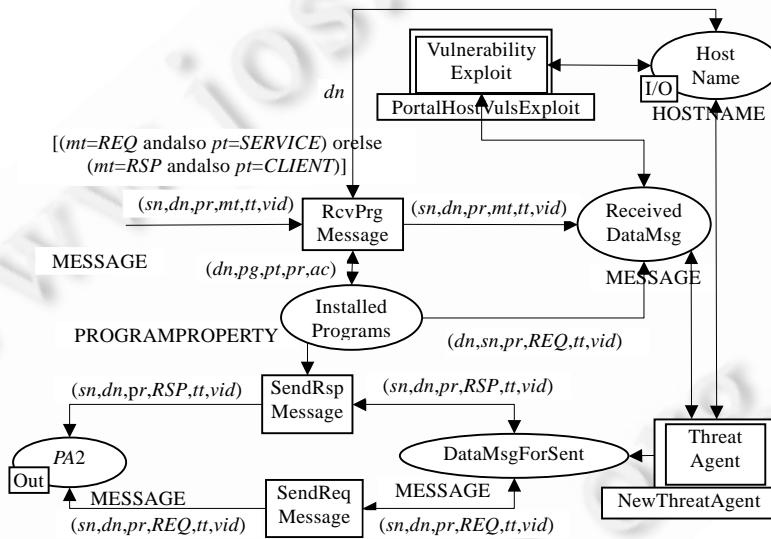 Vulnerability
Exploit
PortalHostVulsExploit
Host
Name
I/O
HOSTNAME
dn
[(mt=REQ andalso pt=SERVICE) orelse
(mt=RSP andalso pt=CLIENT)]
(sn,dn,pr,mt,tt,vid)
RcvPrg
Message
(sn,dn,pr,mt,tt,vid)
Received
DataMsg
MESSAGE
MESSAGE
(dn,pg,pt,pr,ac)
Installed
Programs
PROGRAMPROPERTY
(dn,sn,pr,REQ,tt,vid)
(sn,dn,pr,RSP,tt,vid)
SendRsp
Message
(sn,dn,pr,RSP,tt,vid)
PA2
Out
DataMsgForSent
Threat
Agent
NewThreatAgent
MESSAGE
SendReq
Message
MESSAGE
(sn,dn,pr,REQ,tt,vid)
(sn,dn,pr,REQ,tt,vid)